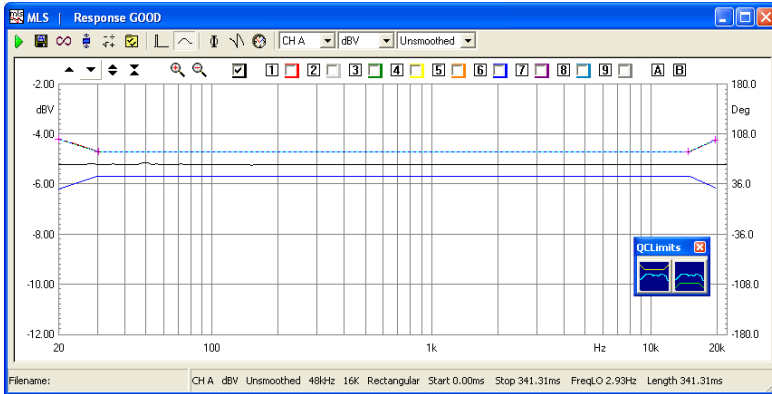 MLS | Response GOOD
CH A dBV Unsmoothed
1 2 3 4 5 6 7 8 9 A B
-2.00 180.0
dBV Deg
-4.00 108.0
-6.00 36.0
-8.00 -36.0
QCLimits
-10.00 -108.0
-12.00 -180.0
20 100 1k Hz 10k 20k
Filename: CH A dBV Unsmoothed 48kHz 16K Rectangular Start 0.00ms Stop 341.31ms FreqLO 2.93Hz Length 341.31ms